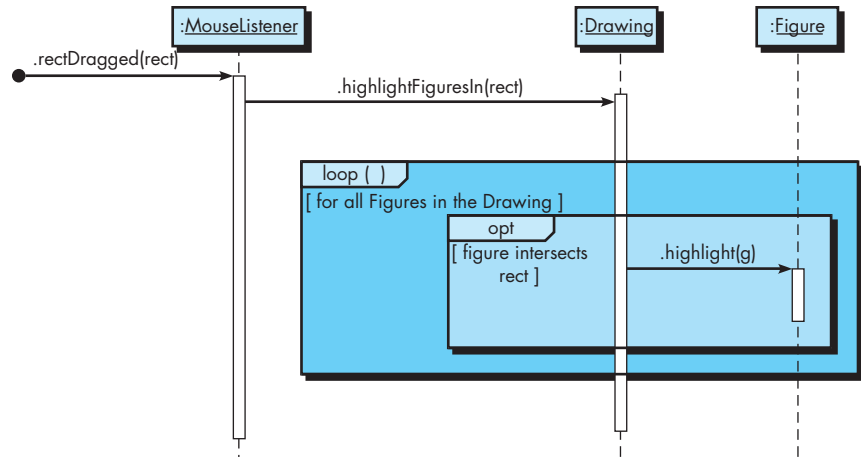 :MouseListener
:Drawing
:Figure
.rectDragged(rect)
.highlightFiguresIn(rect)
loop ( )
[ for all Figures in the Drawing ]
opt
[ figure intersects
rect ]
.highlight(g)